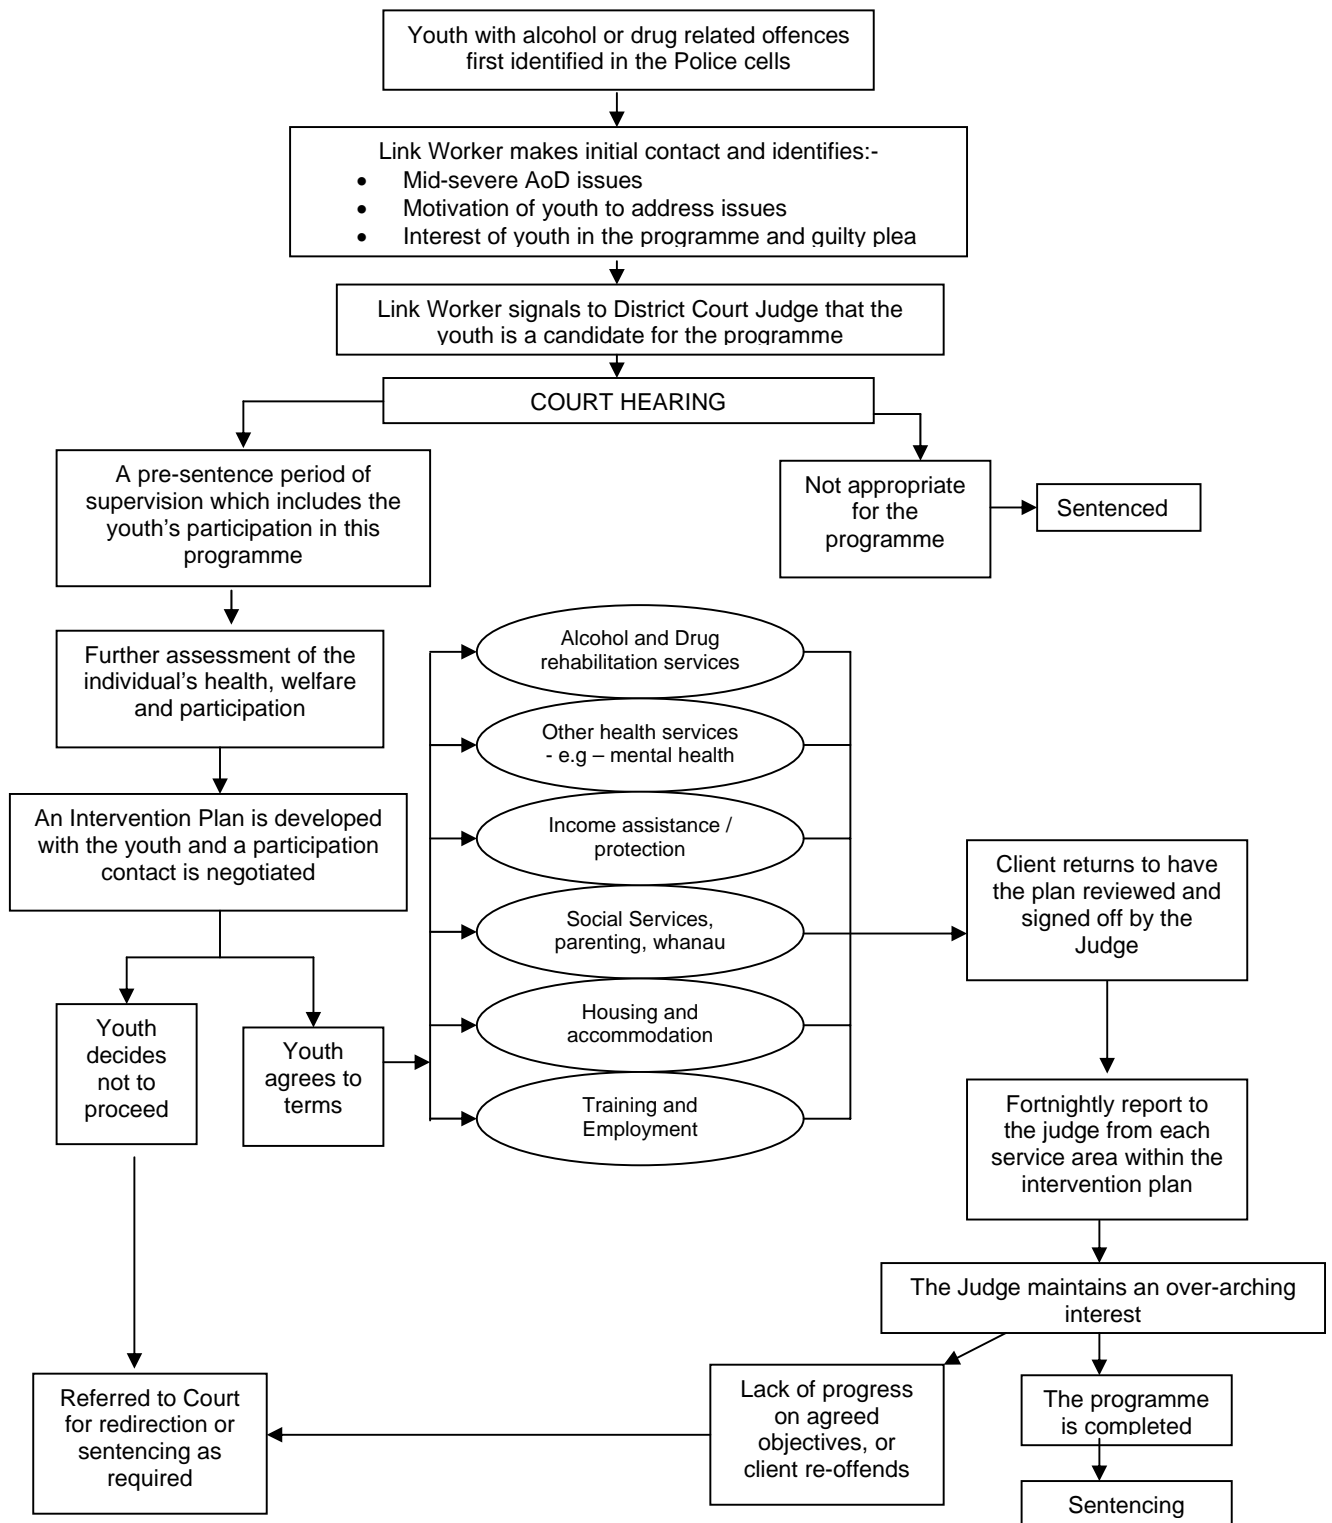 Youth with alcohol or drug related offences
first identified in the Police cells
Link Worker makes initial contact and identifies:-
• Mid-severe AoD issues
• Motivation of youth to address issues
• Interest of youth in the programme and guilty plea
Link Worker signals to District Court Judge that the
youth is a candidate for the programme
COURT HEARING
A pre-sentence period of
supervision which includes the
youth’s participation in this
programme
Not appropriate
for the
programme
Sentenced
Further assessment of the
individual’s health, welfare
and participation
An Intervention Plan is developed
with the youth and a participation
contact is negotiated
Youth
decides
not to
proceed
Youth
agrees to
terms
Alcohol and Drug
rehabilitation services
Other health services
- e.g – mental health
Income assistance /
protection
Social Services,
parenting, whanau
Housing and
accommodation
Training and
Employment
Client returns to have
the plan reviewed and
signed off by the
Judge
Fortnightly report to
the judge from each
service area within the
intervention plan
The Judge maintains an over-arching
interest
Lack of progress
on agreed
objectives, or
client re-offends
The programme
is completed
Sentencing
Referred to Court
for redirection or
sentencing as
required